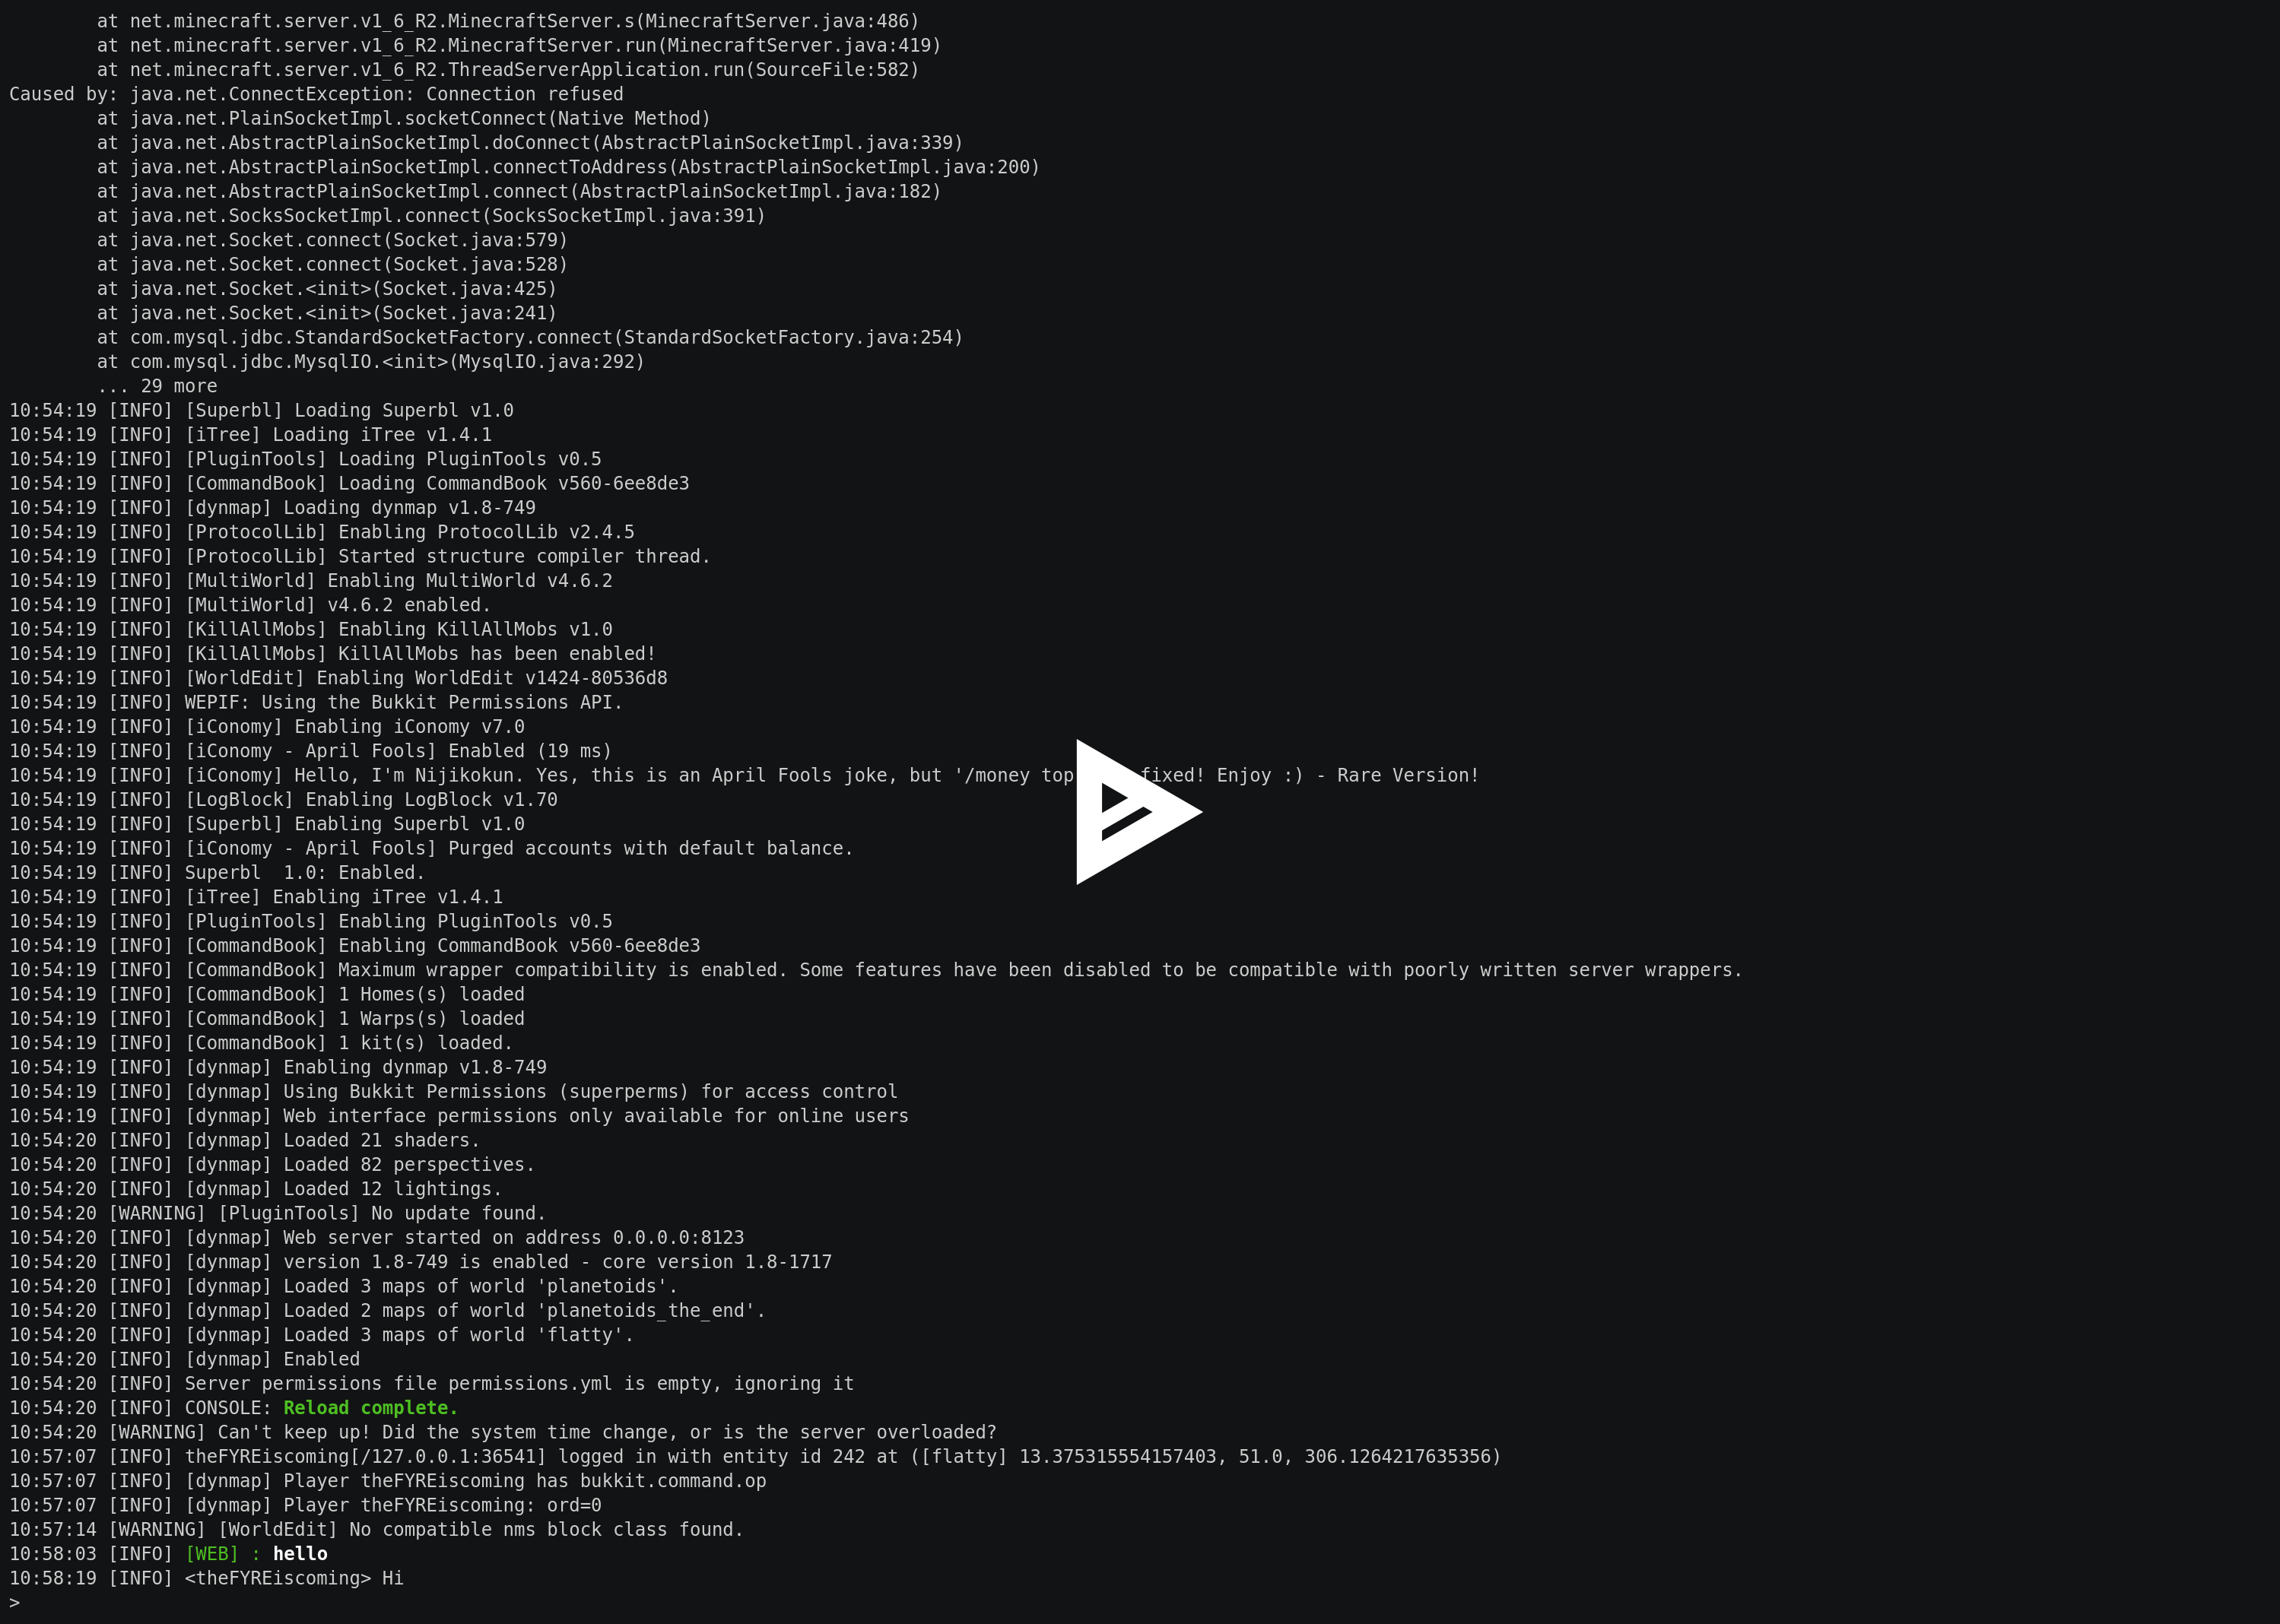 at net.minecraft.server.v1_6_R2.MinecraftServer.s(MinecraftServer.java:486)
at net.minecraft.server.v1_6_R2.MinecraftServer.run(MinecraftServer.java:419)
at net.minecraft.server.v1_6_R2.ThreadServerApplication.run(SourceFile:582)
Caused by: java.net.ConnectException: Connection refused
at java.net.PlainSocketImpl.socketConnect(Native Method)
at java.net.AbstractPlainSocketImpl.doConnect(AbstractPlainSocketImpl.java:339)
at java.net.AbstractPlainSocketImpl.connectToAddress(AbstractPlainSocketImpl.java:200)
at java.net.AbstractPlainSocketImpl.connect(AbstractPlainSocketImpl.java:182)
at java.net.SocksSocketImpl.connect(SocksSocketImpl.java:391)
at java.net.Socket.connect(Socket.java:579)
at java.net.Socket.connect(Socket.java:528)
at java.net.Socket.<init>(Socket.java:425)
at java.net.Socket.<init>(Socket.java:241)
at com.mysql.jdbc.StandardSocketFactory.connect(StandardSocketFactory.java:254)
at com.mysql.jdbc.MysqlIO.<init>(MysqlIO.java:292)
... 29 more
10:54:19 [INFO] [Superbl] Loading Superbl v1.0
10:54:19 [INFO] [iTree] Loading iTree v1.4.1
10:54:19 [INFO] [PluginTools] Loading PluginTools v0.5
10:54:19 [INFO] [CommandBook] Loading CommandBook v560-6ee8de3
10:54:19 [INFO] [dynmap] Loading dynmap v1.8-749
10:54:19 [INFO] [ProtocolLib] Enabling ProtocolLib v2.4.5
10:54:19 [INFO] [ProtocolLib] Started structure compiler thread.
10:54:19 [INFO] [MultiWorld] Enabling MultiWorld v4.6.2
10:54:19 [INFO] [MultiWorld] v4.6.2 enabled.
10:54:19 [INFO] [KillAllMobs] Enabling KillAllMobs v1.0
10:54:19 [INFO] [KillAllMobs] KillAllMobs has been enabled!
10:54:19 [INFO] [WorldEdit] Enabling WorldEdit v1424-80536d8
10:54:19 [INFO] WEPIF: Using the Bukkit Permissions API.
10:54:19 [INFO] [iConomy] Enabling iConomy v7.0
10:54:19 [INFO] [iConomy - April Fools] Enabled (19 ms)
10:54:19 [INFO] [iConomy] Hello, I'm Nijikokun. Yes, this is an April Fools joke, but '/money top fixed! Enjoy :) - Rare Version!
10:54:19 [INFO] [LogBlock] Enabling LogBlock v1.70
10:54:19 [INFO] [Superbl] Enabling Superbl v1.0
10:54:19 [INFO] [iConomy - April Fools] Purged accounts with default balance.
10:54:19 [INFO] Superbl  1.0: Enabled.
10:54:19 [INFO] [iTree] Enabling iTree v1.4.1
10:54:19 [INFO] [PluginTools] Enabling PluginTools v0.5
10:54:19 [INFO] [CommandBook] Enabling CommandBook v560-6ee8de3
10:54:19 [INFO] [CommandBook] Maximum wrapper compatibility is enabled. Some features have been disabled to be compatible with poorly written server wrappers.
10:54:19 [INFO] [CommandBook] 1 Homes(s) loaded
10:54:19 [INFO] [CommandBook] 1 Warps(s) loaded
10:54:19 [INFO] [CommandBook] 1 kit(s) loaded.
10:54:19 [INFO] [dynmap] Enabling dynmap v1.8-749
10:54:19 [INFO] [dynmap] Using Bukkit Permissions (superperms) for access control
10:54:19 [INFO] [dynmap] Web interface permissions only available for online users
10:54:20 [INFO] [dynmap] Loaded 21 shaders.
10:54:20 [INFO] [dynmap] Loaded 82 perspectives.
10:54:20 [INFO] [dynmap] Loaded 12 lightings.
10:54:20 [WARNING] [PluginTools] No update found.
10:54:20 [INFO] [dynmap] Web server started on address 0.0.0.0:8123
10:54:20 [INFO] [dynmap] version 1.8-749 is enabled - core version 1.8-1717
10:54:20 [INFO] [dynmap] Loaded 3 maps of world 'planetoids'.
10:54:20 [INFO] [dynmap] Loaded 2 maps of world 'planetoids_the_end'.
10:54:20 [INFO] [dynmap] Loaded 3 maps of world 'flatty'.
10:54:20 [INFO] [dynmap] Enabled
10:54:20 [INFO] Server permissions file permissions.yml is empty, ignoring it
10:54:20 [INFO] CONSOLE: Reload complete.
10:54:20 [WARNING] Can't keep up! Did the system time change, or is the server overloaded?
10:57:07 [INFO] theFYREiscoming[/127.0.0.1:36541] logged in with entity id 242 at ([flatty] 13.375315554157403, 51.0, 306.1264217635356)
10:57:07 [INFO] [dynmap] Player theFYREiscoming has bukkit.command.op
10:57:07 [INFO] [dynmap] Player theFYREiscoming: ord=0
10:57:14 [WARNING] [WorldEdit] No compatible nms block class found.
10:58:03 [INFO] [WEB] : hello
10:58:19 [INFO] <theFYREiscoming> Hi
>